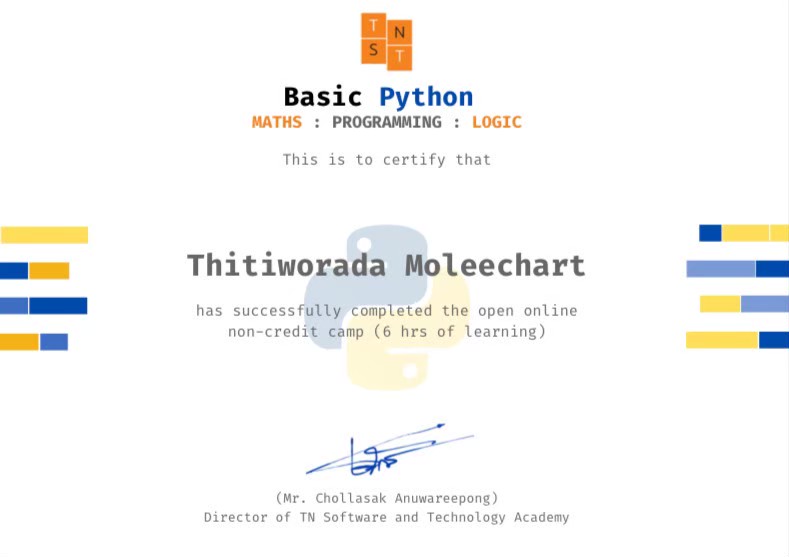 T N
S T
Basic Python
MATHS : PROGRAMMING : LOGIC
This is to certify that
Thitiworada Moleechart
has successfully completed the open online
non-credit camp (6 hrs of learning)
(Mr. Chollasak Anuwareepong)
Director of TN Software and Technology Academy